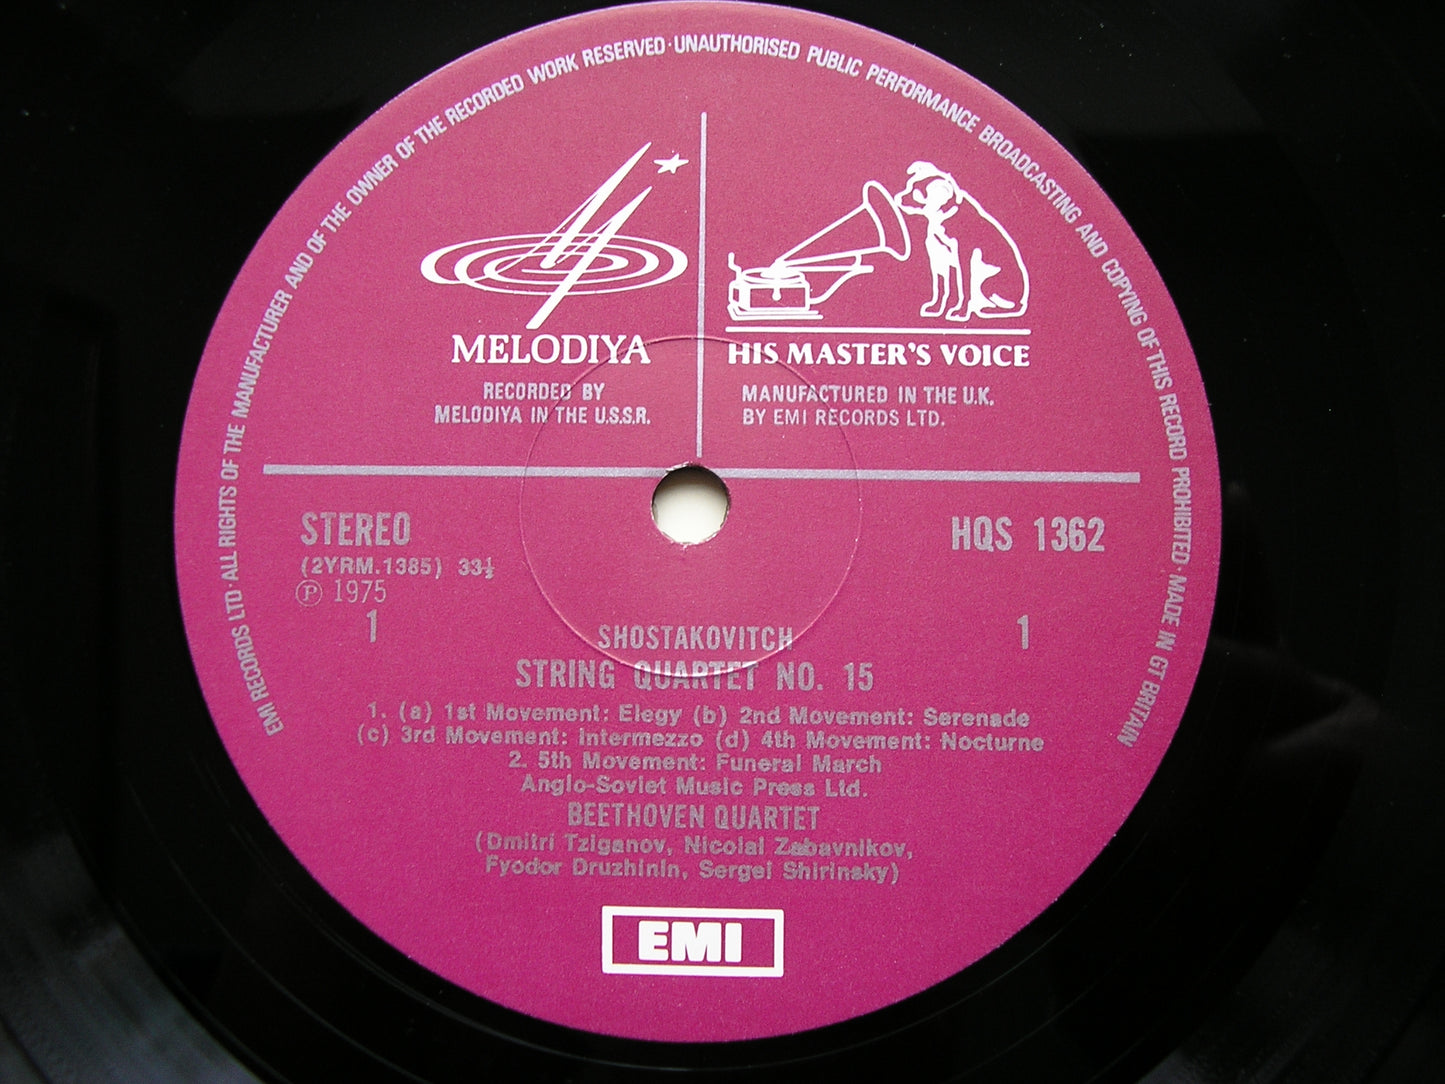 EMI RECORDS LTD · ALL RIGHTS OF THE MANUFACTURER AND OF THE OWNER OF THE RECORDED WORK RESERVED · UNAUTHORISED PUBLIC PERFORMANCE BROADCASTING AND COPYING OF THIS RECORD PROHIBITED · MADE IN GT BRITAIN
MELODIYA
RECORDED BY
MELODIYA IN THE U.S.S.R.
HIS MASTER'S VOICE
MANUFACTURED IN THE U.K.
BY EMI RECORDS LTD.
STEREO
(2YRM.1385) 33⅓
Ⓟ 1975
1
HQS 1362
1
SHOSTAKOVITCH
STRING QUARTET NO. 15
1. (a) 1st Movement: Elegy (b) 2nd Movement: Serenade
(c) 3rd Movement: Intermezzo (d) 4th Movement: Nocturne
2. 5th Movement: Funeral March
Anglo-Soviet Music Press Ltd.
BEETHOVEN QUARTET
(Dmitri Tziganov, Nicolai Zabavnikov,
Fyodor Druzhinin, Sergei Shirinsky)
EMI